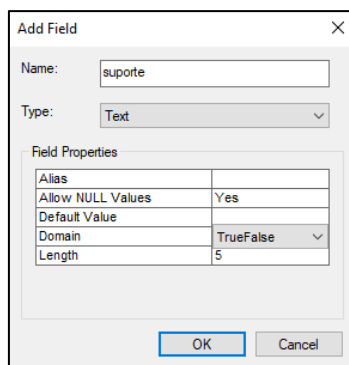 Add Field
Name: suporte
Type: Text
Field Properties
Alias
Allow NULL Values Yes
Default Value
Domain TrueFalse
Length 5
OK Cancel